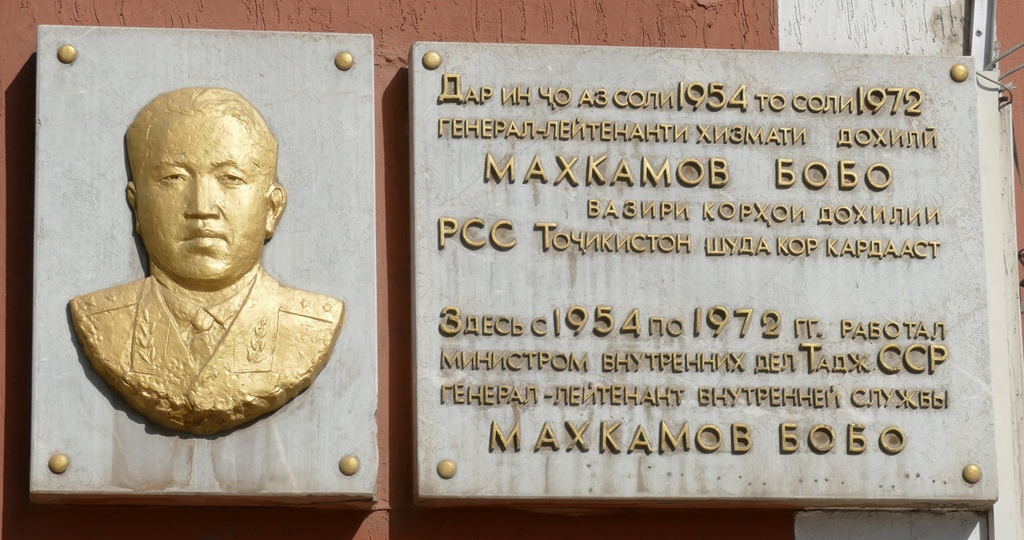 Дар ин ҷо аз соли 1954 то соли 1972
генерал-лейтенанти хизмати дохилӣ
МАХКАМОВ БОБО
вазири корҳои дохилии
РСС Тоҷикистон шуда кор кардааст
Здесь с 1954 по 1972 гг. работал
министром внутренних дел Тадж.ССР
генерал-лейтенант внутренней службы
МАХКАМОВ БОБО